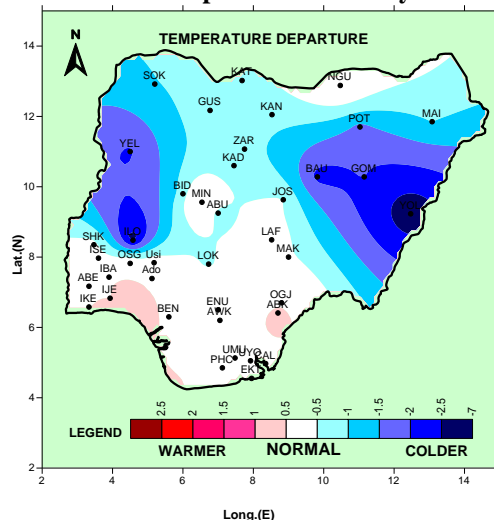 TEMPERATURE DEPARTURE
N
14
12
10
8
6
4
2
Lat.(N)
KAT
NGU
SOK
GUS
KAN
POT
MAI
YEL
ZAR
KAD
BAU
GOM
BID
MIN
ABU
JOS
YOL
ILO
SHK
ISE
OSG
Usi
LOK
LAF
MAK
ABE
IBA
Ado
IKE
IJE
BEN
ENU
AWK
OGJ
ABK
UMU
UYO
CAL
PHC
EKT
2.5 2 1.5 1 0.5 -0.5 -1 -1.5 -2 -2.5 -7
LEGEND
WARMER NORMAL COLDER
2 4 6 8 10 12 14
Long.(E)